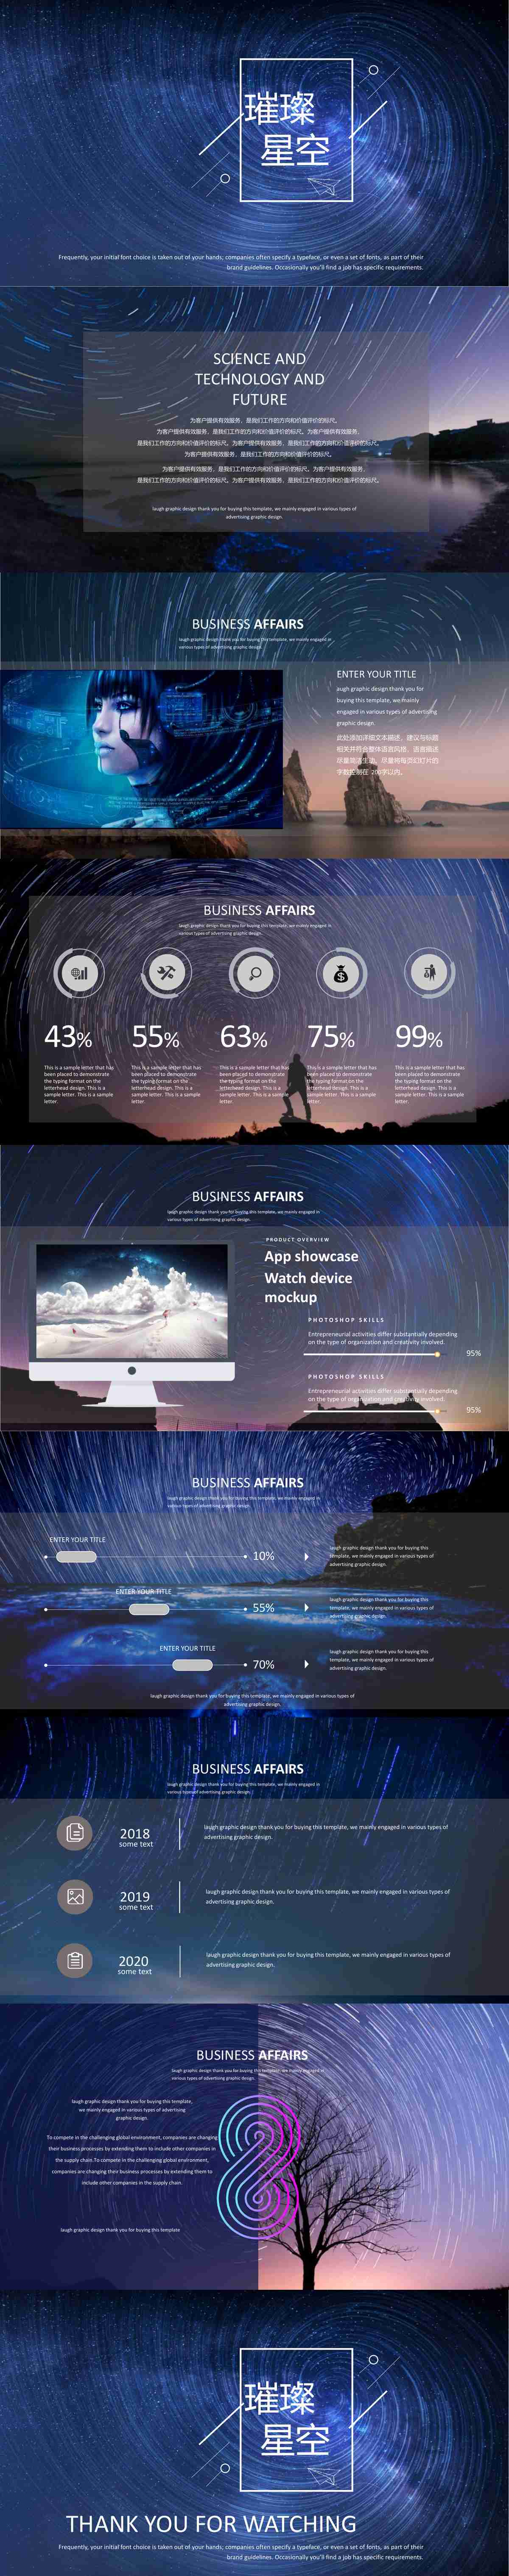 璀璨
星空
Frequently, your initial font choice is taken out of your hands; companies often specify a typeface, or even a set of fonts, as part of their
brand guidelines. Occasionally you'll find a job has specific requirements.
SCIENCE AND
TECHNOLOGY AND
FUTURE
为客户提供有效服务，是我们工作的方向和价值评价的标尺。
为客户提供有效服务，是我们工作的方向和价值评价的标尺。为客户提供有效服务，
是我们工作的方向和价值评价的标尺。为客户提供有效服务，是我们工作的方向和价值评价的标尺。
为客户提供有效服务，是我们工作的方向和价值评价的标尺。
为客户提供有效服务，是我们工作的方向和价值评价的标尺。为客户提供有效服务，
是我们工作的方向和价值评价的标尺。为客户提供有效服务，是我们工作的方向和价值评价的标尺。
laugh graphic design thank you for buying this template, we mainly engaged in various types of
advertising graphic design.
BUSINESS AFFAIRS
laugh graphic design thank you for buying this template, we mainly engaged in
various types of advertising graphic design.
ENTER YOUR TITLE
augh graphic design thank you for
buying this template, we mainly
engaged in various types of advertising
graphic design.
此处添加详细文本描述，建议与标题
相关并符合整体语言风格，语言描述
尽量简洁生动。尽量将每页幻灯片的
字数控制在 200字以内。
BUSINESS AFFAIRS
laugh graphic design thank you for buying this template, we mainly engaged in
various types of advertising graphic design.
43% 55% 63% 75% 99%
This is a sample letter that has
been placed to demonstrate
the typing format on the
letterhead design. This is a
sample letter. This is a sample
letter.
This is a sample letter that has
been placed to demonstrate
the typing format on the
letterhead design. This is a
sample letter. This is a sample
letter.
This is a sample letter that has
been placed to demonstrate
the typing format on the
letterhead design. This is a
sample letter. This is a sample
letter.
This is a sample letter that has
been placed to demonstrate
the typing format on the
letterhead design. This is a
sample letter. This is a sample
letter.
This is a sample letter that has
been placed to demonstrate
the typing format on the
letterhead design. This is a
sample letter. This is a sample
letter.
BUSINESS AFFAIRS
laugh graphic design thank you for buying this template, we mainly engaged in
various types of advertising graphic design.
PRODUCT OVERVIEW
App showcase
Watch device
mockup
PHOTOSHOP SKILLS
Entrepreneurial activities differ substantially depending
on the type of organization and creativity involved.
95%
PHOTOSHOP SKILLS
Entrepreneurial activities differ substantially depending
on the type of organization and creativity involved.
95%
BUSINESS AFFAIRS
laugh graphic design thank you for buying this template, we mainly engaged in
various types of advertising graphic design.
ENTER YOUR TITLE
10%
laugh graphic design thank you for buying this
template, we mainly engaged in various types of
advertising graphic design.
ENTER YOUR TITLE
55%
laugh graphic design thank you for buying this
template, we mainly engaged in various types of
advertising graphic design.
ENTER YOUR TITLE
70%
laugh graphic design thank you for buying this
template, we mainly engaged in various types of
advertising graphic design.
laugh graphic design thank you for buying this template, we mainly engaged in various types of
advertising graphic design.
BUSINESS AFFAIRS
laugh graphic design thank you for buying this template, we mainly engaged in
various types of advertising graphic design.
2018
some text
laugh graphic design thank you for buying this template, we mainly engaged in various types of
advertising graphic design.
2019
some text
laugh graphic design thank you for buying this template, we mainly engaged in various types of
advertising graphic design.
2020
some text
laugh graphic design thank you for buying this template, we mainly engaged in various types of
advertising graphic design.
BUSINESS AFFAIRS
laugh graphic design thank you for buying this template, we mainly engaged in
various types of advertising graphic design.
laugh graphic design thank you for buying this template,
we mainly engaged in various types of advertising
graphic design.
To compete in the challenging global environment, companies are changing
their business processes by extending them to include other companies in
the supply chain.To compete in the challenging global environment,
companies are changing their business processes by extending them to
include other companies in the supply chain.
laugh graphic design thank you for buying this template
璀璨
星空
THANK YOU FOR WATCHING
Frequently, your initial font choice is taken out of your hands; companies often specify a typeface, or even a set of fonts, as part of their
brand guidelines. Occasionally you'll find a job has specific requirements.